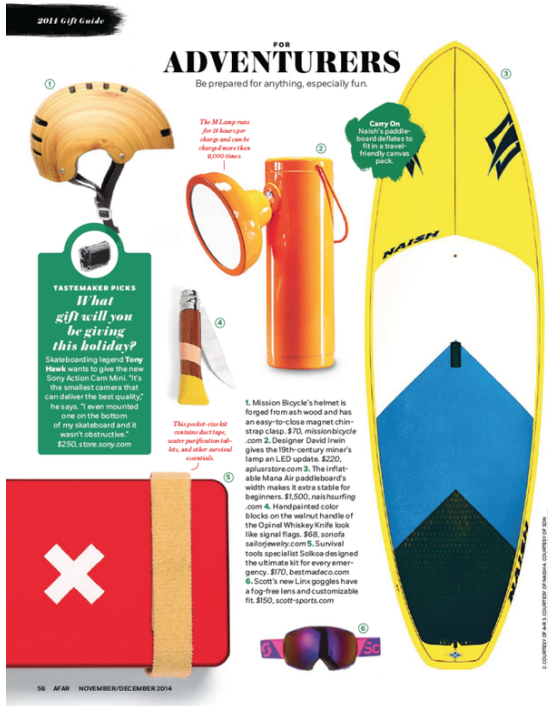 2014 Gift Guide
FOR
ADVENTURERS
Be prepared for anything, especially fun.
1
The M Lamp runs
for 18 hours per
charge and can be
charged more than
2,000 times.
2
3
Carry On
Naish's paddle-
board deflates to
fit in a travel-
friendly canvas
pack.
NAISH
TASTEMAKER PICKS
What
gift will you
be giving
this holiday?
Skateboarding legend Tony
Hawk wants to give the new
Sony Action Cam Mini. "It's
the smallest camera that
can deliver the best quality,"
he says. "I even mounted
one on the bottom
of my skateboard and it
wasn't obstructive."
$250, store.sony.com
4
This pocket-size kit
contains duct tape,
water purification tab-
lets, and other survival
essentials.
5
1. Mission Bicycle's helmet is
forged from ash wood and has
an easy-to-close magnet chin-
strap clasp. $70, missionbicycle
.com 2. Designer David Irwin
gives the 19th-century miner's
lamp an LED update. $220,
aplusrstore.com 3. The inflat-
able Mana Air paddleboard's
width makes it extra stable for
beginners. $1,500, naishsurfing
.com 4. Handpainted color
blocks on the walnut handle of
the Opinel Whiskey Knife look
like signal flags. $68, sonofa
sailorjewelry.com 5. Survival
tools specialist Solkoa designed
the ultimate kit for every emer-
gency. $170, bestmadeco.com
6. Scott's new Linx goggles have
a fog-free lens and customizable
fit. $150, scott-sports.com
6
SC
NAISH
56 AFAR NOVEMBER/DECEMBER 2014
2. COURTESY OF A+R 3. COURTESY OF NAISH 4. COURTESY OF